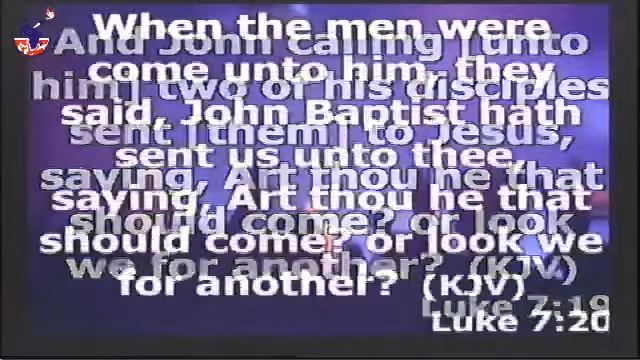 When the men were
come unto him, they
said, John Baptist hath
sent us unto thee,
saying, Art thou he that
should come? or look we
for another? (KJV)
Luke 7:20
And John calling [unto
him] two of his disciples
sent [them] to Jesus,
saying, Art thou he that
should come? or look
we for another? (KJV)
Luke 7:19